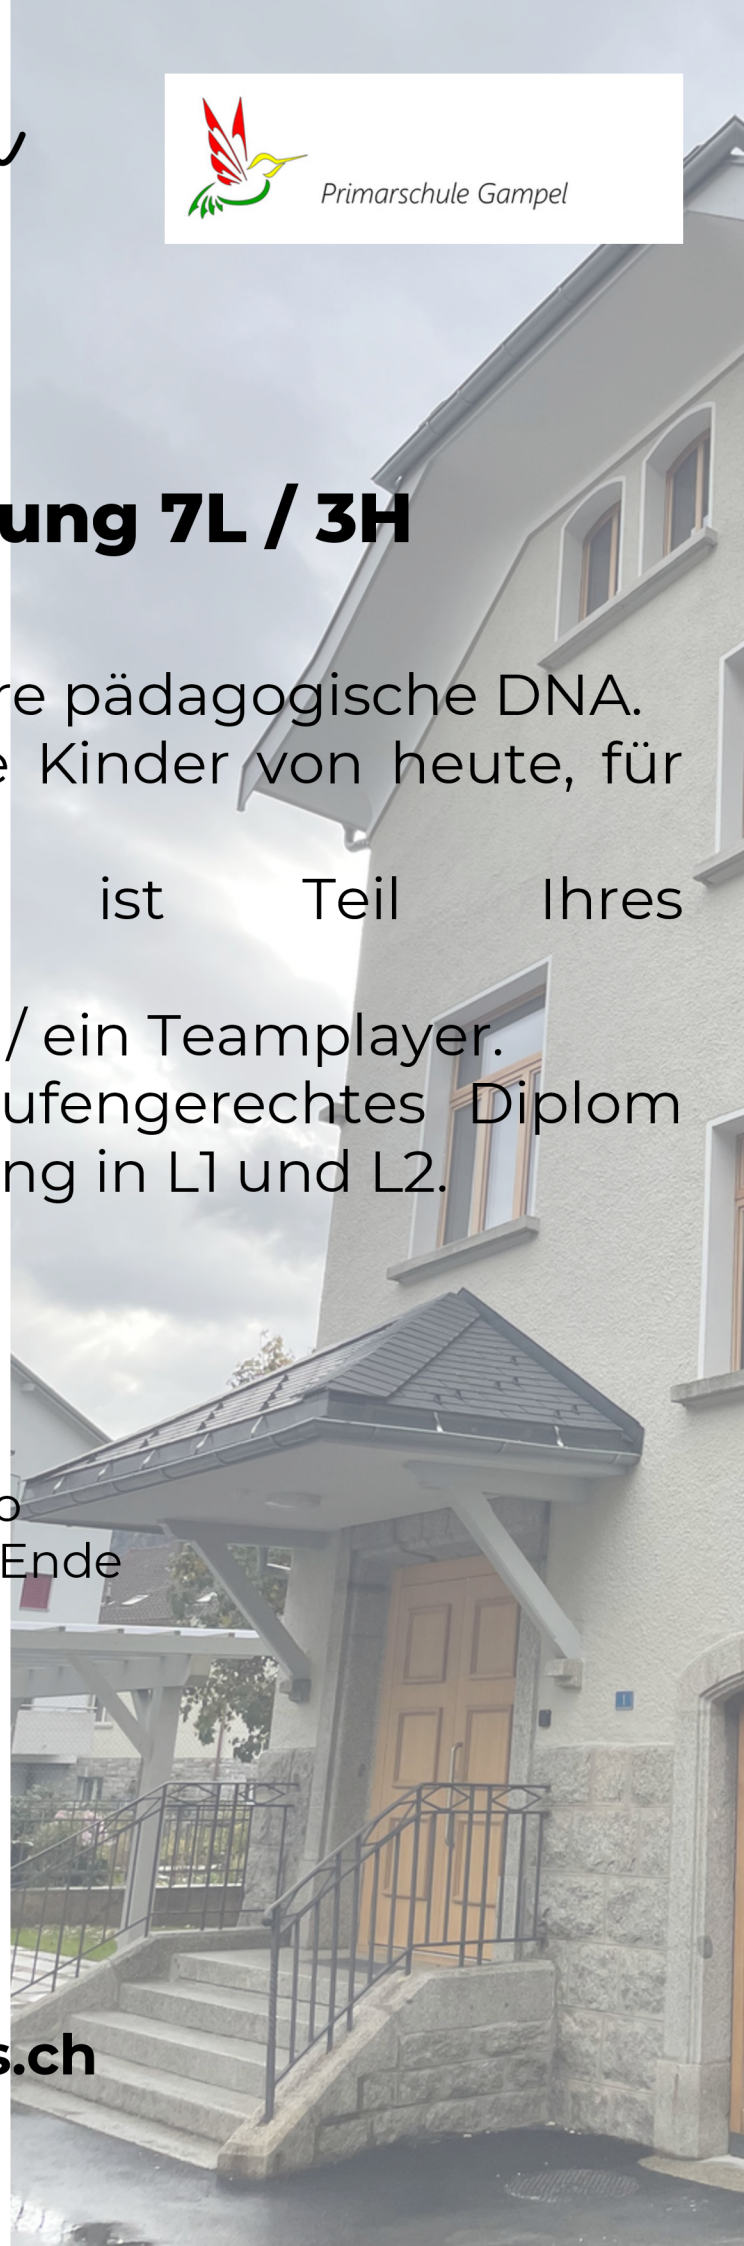 Primarschule Gampel
ung 7L / 3H
re pädagogische DNA.
e Kinder von heute, für
ist Teil Ihres
/ ein Teamplayer.
ufengerechtes Diplom
ng in L1 und L2.
o
Ende
s.ch